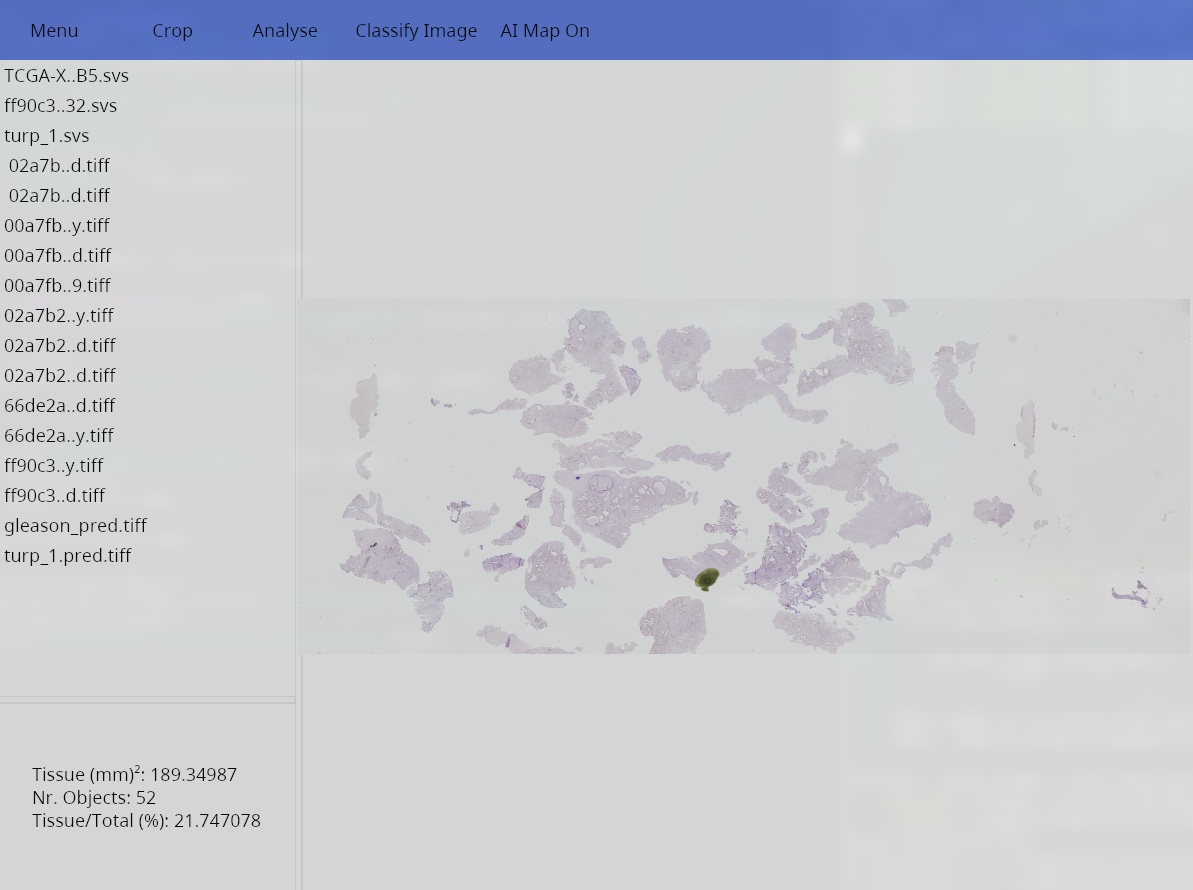 Menu Crop Analyse Classify Image AI Map On
TCGA-X..B5.svs
ff90c3..32.svs
turp_1.svs
02a7b..d.tiff
02a7b..d.tiff
00a7fb..y.tiff
00a7fb..d.tiff
00a7fb..9.tiff
02a7b2..y.tiff
02a7b2..d.tiff
02a7b2..d.tiff
66de2a..d.tiff
66de2a..y.tiff
ff90c3..y.tiff
ff90c3..d.tiff
gleason_pred.tiff
turp_1.pred.tiff
Tissue (mm)²: 189.34987
Nr. Objects: 52
Tissue/Total (%): 21.747078